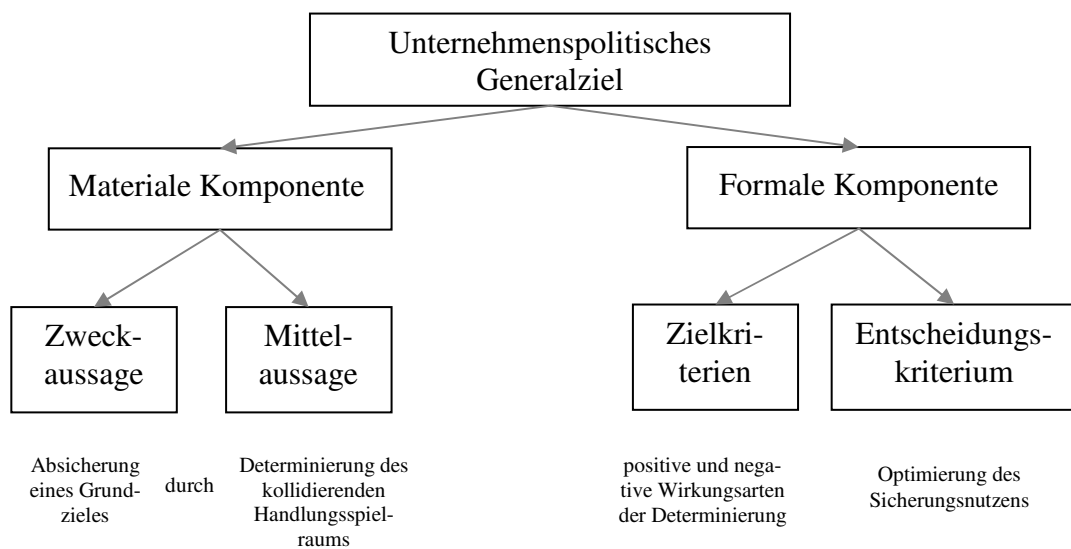 Unternehmenspolitisches
Generalziel
Materiale Komponente
Formale Komponente
Zweck-
aussage
Mittel-
aussage
Zielkri-
terien
Entscheidungs-
kriterium
Absicherung
eines Grund-
zieles
durch
Determinierung des
kollidierenden
Handlungsspiel-
raums
positive und nega-
tive Wirkungsarten
der Determinierung
Optimierung des
Sicherungsnutzens